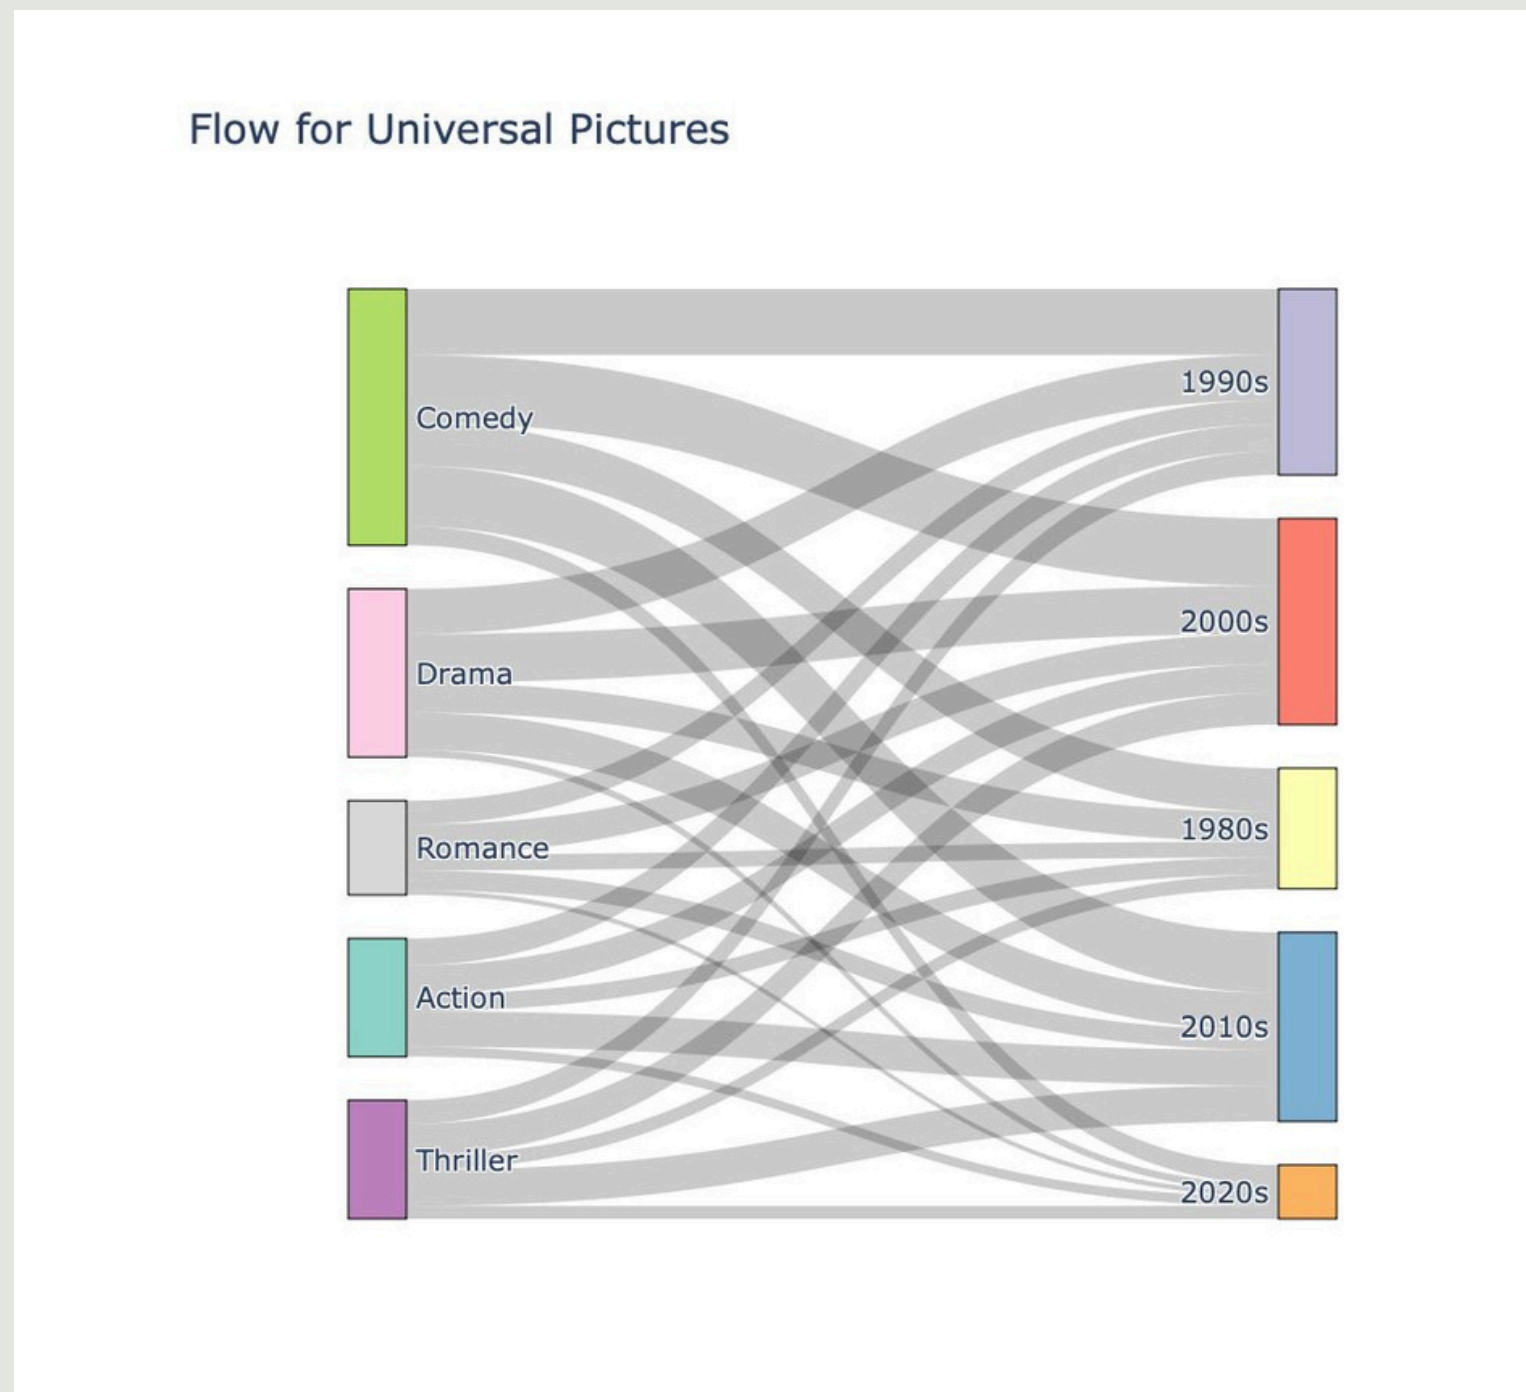 Flow for Universal Pictures
Comedy
Drama
Romance
Action
Thriller
1990s
2000s
1980s
2010s
2020s